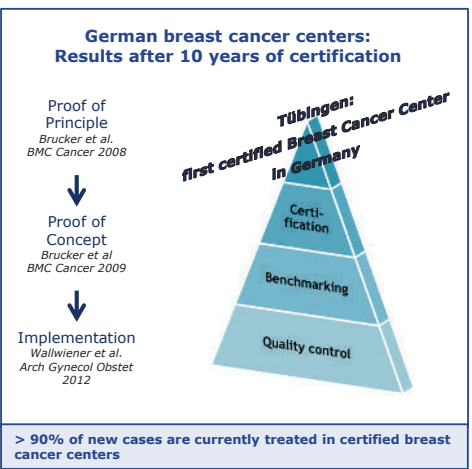 German breast cancer centers:
Results after 10 years of certification
Proof of
Principle
Brucker et al.
BMC Cancer 2008
Proof of
Concept
Brucker et al
BMC Cancer 2009
Implementation
Wallwiener et al.
Arch Gynecol Obstet
2012
Tübingen:
first certified Breast Cancer Center
in Germany
Certi-
fication
Benchmarking
Quality control
> 90% of new cases are currently treated in certified breast
cancer centers